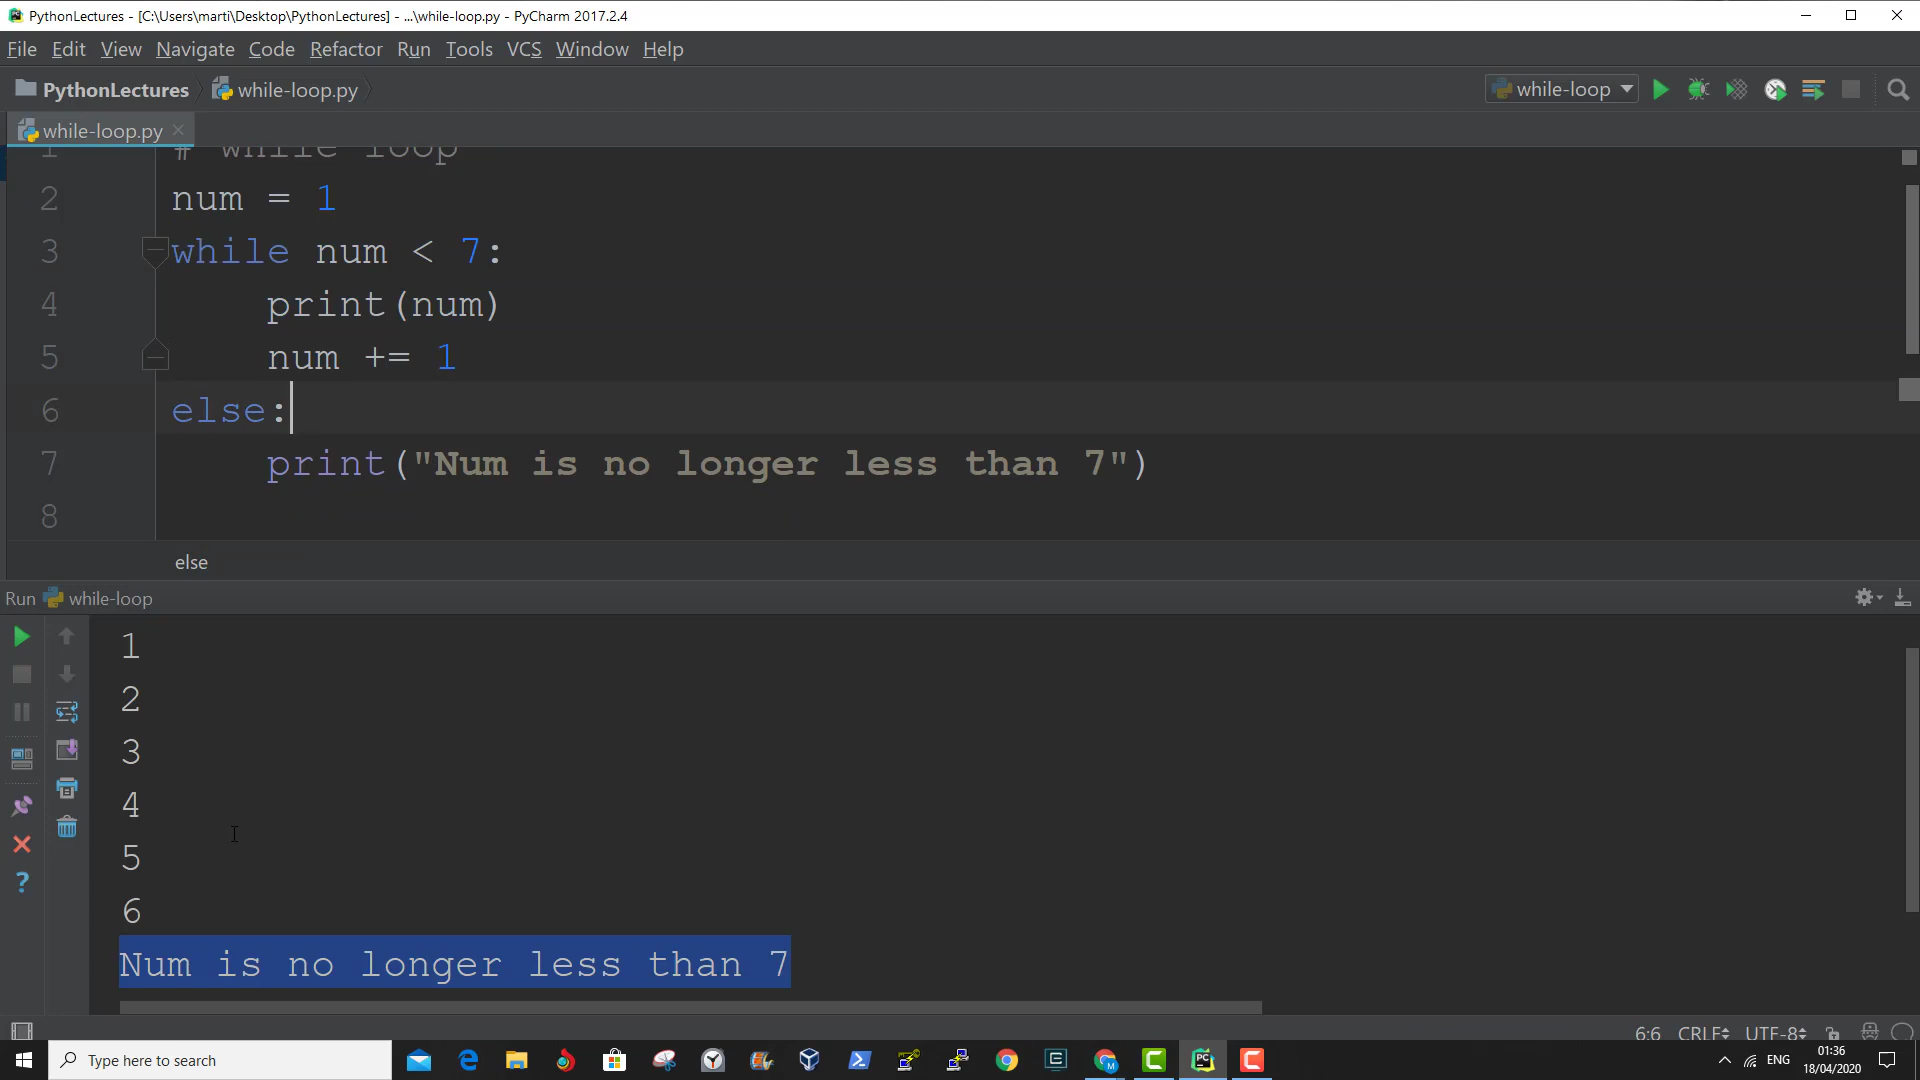 PythonLectures - [C:\Users\marti\Desktop\PythonLectures] - ...\while-loop.py - PyCharm 2017.2.4
File Edit View Navigate Code Refactor Run Tools VCS Window Help
PythonLectures while-loop.py while-loop
while-loop.py
1 # while loop
2 num = 1
3 while num < 7:
4 print(num)
5 num += 1
6 else:
7 print("Num is no longer less than 7")
8
else
Run while-loop
1
2
3
4
5
6
Num is no longer less than 7
6:6 CRLF UTF-8
Type here to search
ENG
01:36
18/04/2020